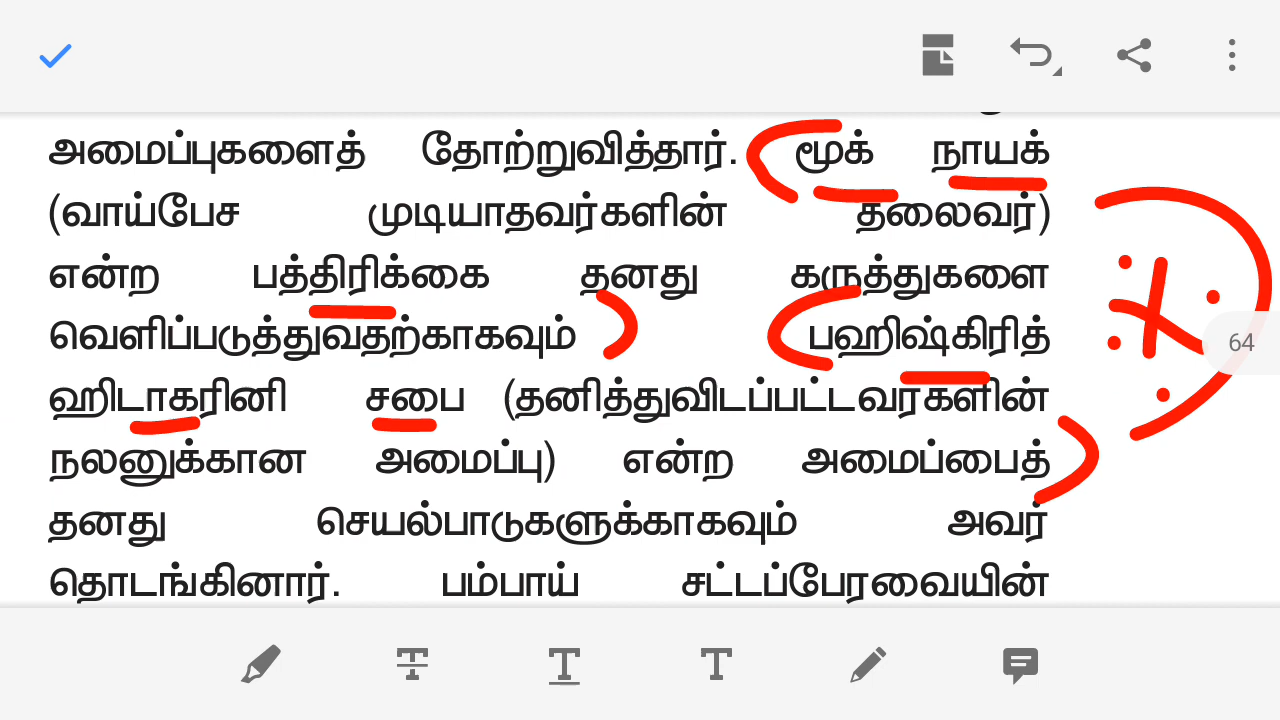 அமைப்புகளைத் தோற்றுவித்தார். மூக் நாயக்
(வாய்பேச முடியாதவர்களின் தலைவர்)
என்ற பத்திரிக்கை தனது கருத்துகளை
வெளிப்படுத்துவதற்காகவும் பஹிஷ்கிரித்
64
ஹிடாகரினி சபை (தனித்துவிடப்பட்டவர்களின்
நலனுக்கான அமைப்பு) என்ற அமைப்பைத்
தனது செயல்பாடுகளுக்காகவும் அவர்
தொடங்கினார். பம்பாய் சட்டப்பேரவையின்